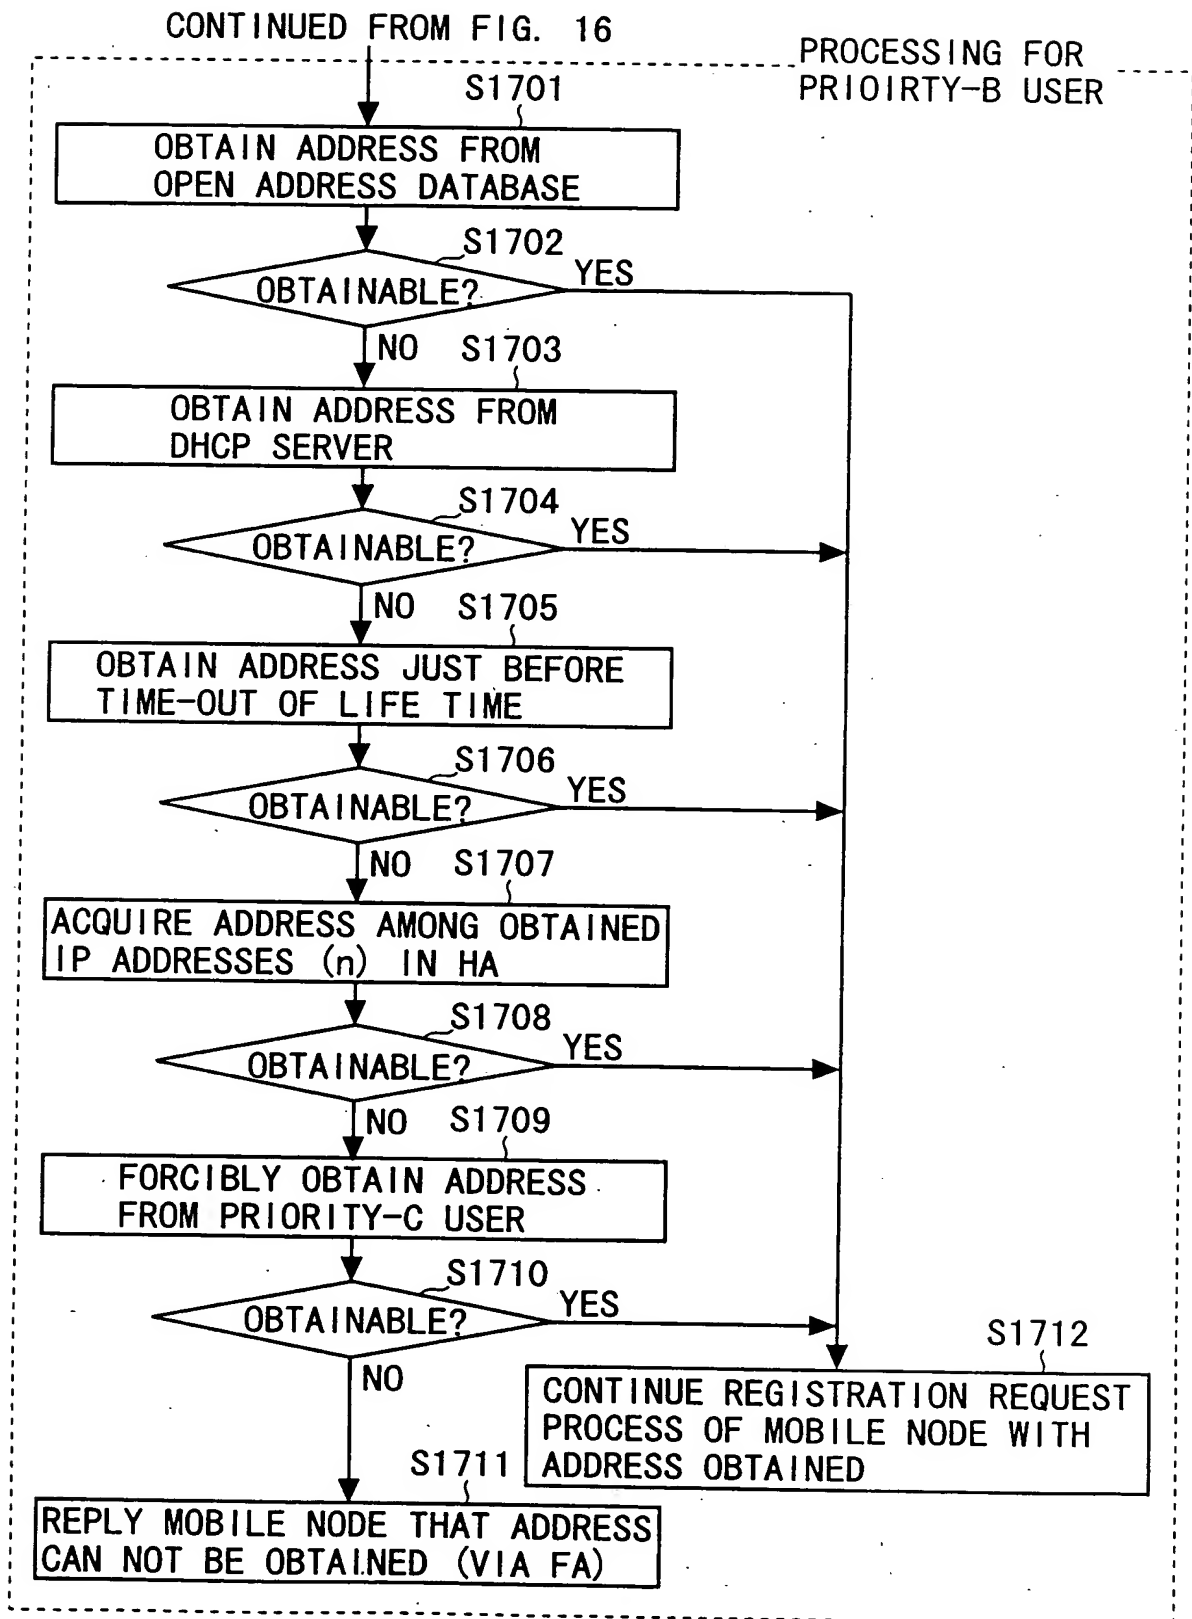 CONTINUED FROM FIG. 16
PROCESSING FOR
PRIOIRTY-B USER
S1701
OBTAIN ADDRESS FROM
OPEN ADDRESS DATABASE
S1702
OBTAINABLE?
YES
NO
S1703
OBTAIN ADDRESS FROM
DHCP SERVER
S1704
OBTAINABLE?
YES
NO
S1705
OBTAIN ADDRESS JUST BEFORE
TIME-OUT OF LIFE TIME
S1706
OBTAINABLE?
YES
NO
S1707
ACQUIRE ADDRESS AMONG OBTAINED
IP ADDRESSES (n) IN HA
S1708
OBTAINABLE?
YES
NO
S1709
FORCIBLY OBTAIN ADDRESS
FROM PRIORITY-C USER
S1710
OBTAINABLE?
YES
NO
S1712
CONTINUE REGISTRATION REQUEST
PROCESS OF MOBILE NODE WITH
ADDRESS OBTAINED
S1711
REPLY MOBILE NODE THAT ADDRESS
CAN NOT BE OBTAINED (VIA FA)